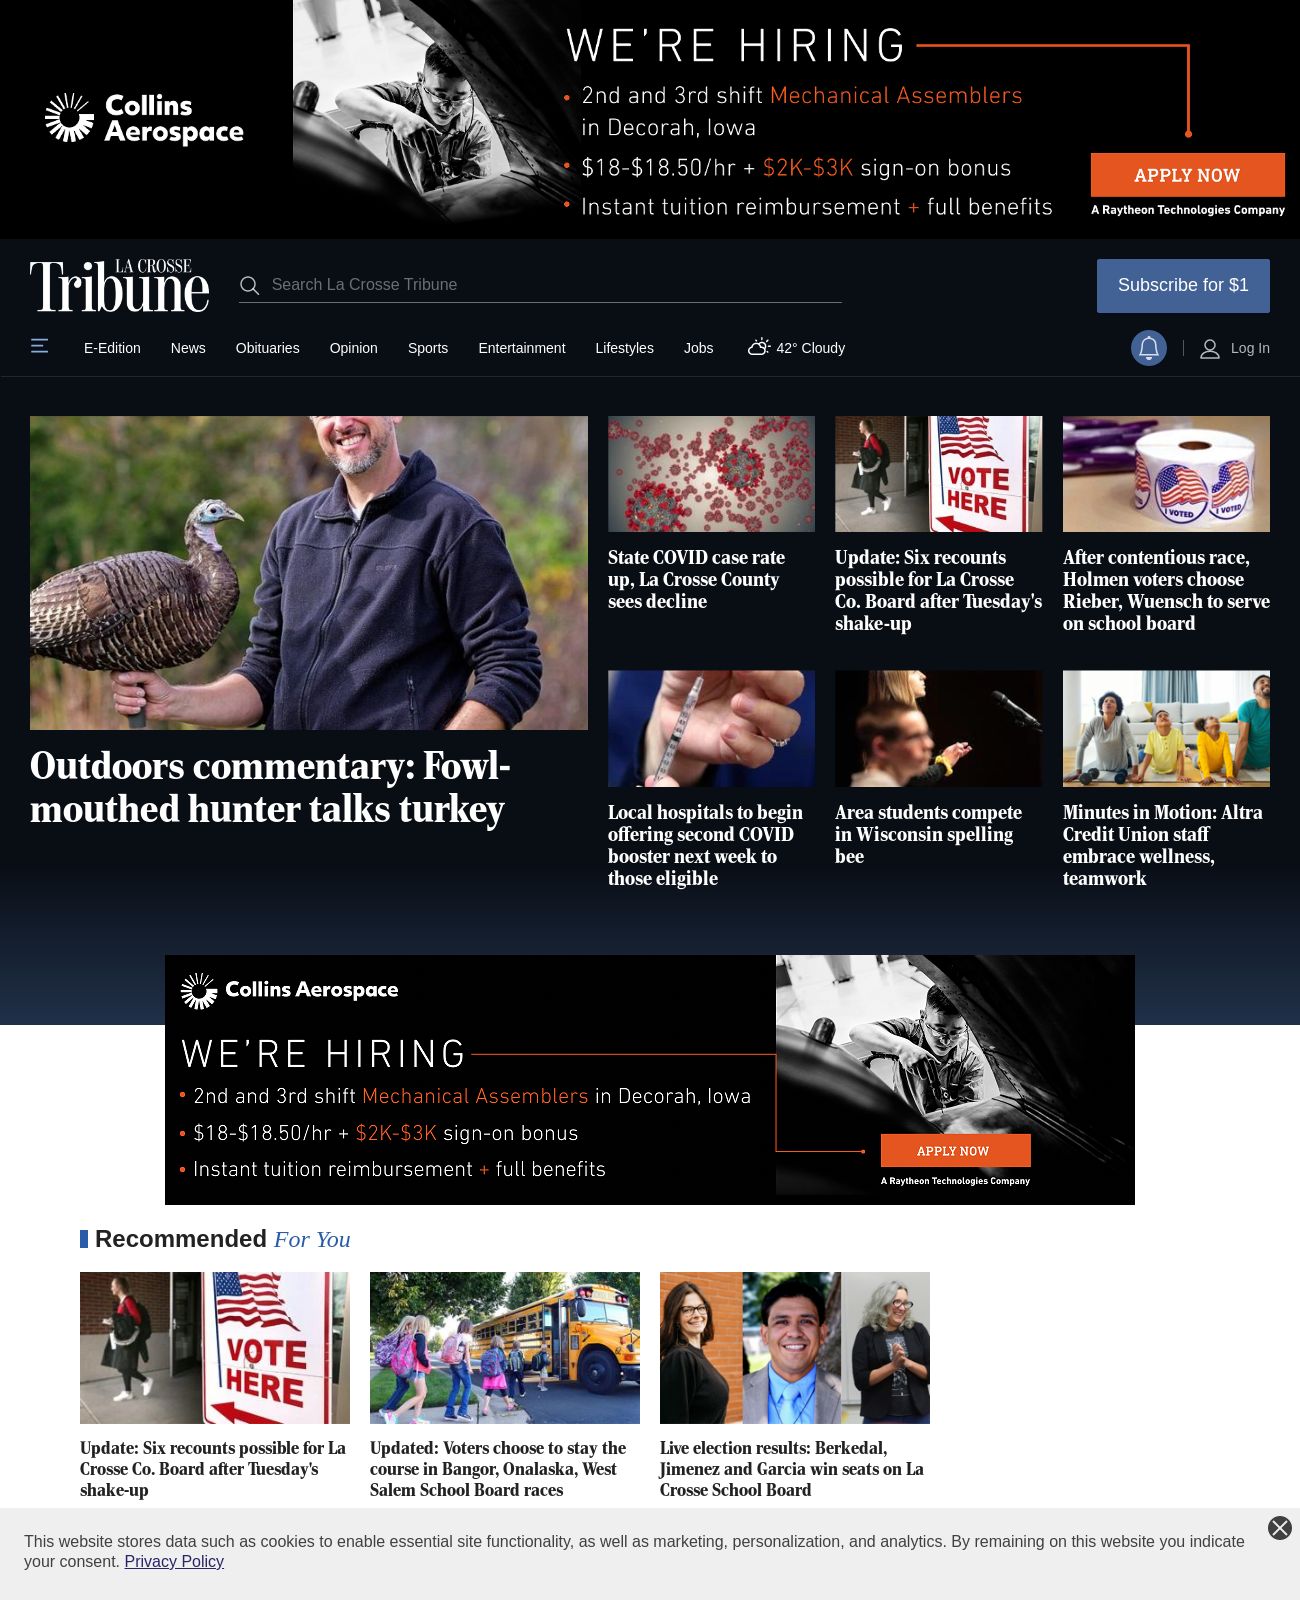 Collins
Aerospace
WE'RE HIRING
• 2nd and 3rd shift Mechanical Assemblers
in Decorah, Iowa
• $18-$18.50/hr + $2K-$3K sign-on bonus
• Instant tuition reimbursement + full benefits
APPLY NOW
A Raytheon Technologies Company
LA CROSSE
Tribune
Search La Crosse Tribune
Subscribe for $1
E-Edition News Obituaries Opinion Sports Entertainment Lifestyles Jobs 42° Cloudy
Log In
Outdoors commentary: Fowl-
mouthed hunter talks turkey
State COVID case rate
up, La Crosse County
sees decline
VOTE
HERE
Update: Six recounts
possible for La Crosse
Co. Board after Tuesday's
shake-up
I VOTED
I VOTED
After contentious race,
Holmen voters choose
Rieber, Wuensch to serve
on school board
Local hospitals to begin
offering second COVID
booster next week to
those eligible
Area students compete
in Wisconsin spelling
bee
Minutes in Motion: Altra
Credit Union staff
embrace wellness,
teamwork
Collins Aerospace
WE'RE HIRING
• 2nd and 3rd shift Mechanical Assemblers in Decorah, Iowa
• $18-$18.50/hr + $2K-$3K sign-on bonus
• Instant tuition reimbursement + full benefits
APPLY NOW
A Raytheon Technologies Company
Recommended For You
VOTE
HERE
Update: Six recounts possible for La
Crosse Co. Board after Tuesday's
shake-up
Updated: Voters choose to stay the
course in Bangor, Onalaska, West
Salem School Board races
Live election results: Berkedal,
Jimenez and Garcia win seats on La
Crosse School Board
This website stores data such as cookies to enable essential site functionality, as well as marketing, personalization, and analytics. By remaining on this website you indicate
your consent. Privacy Policy